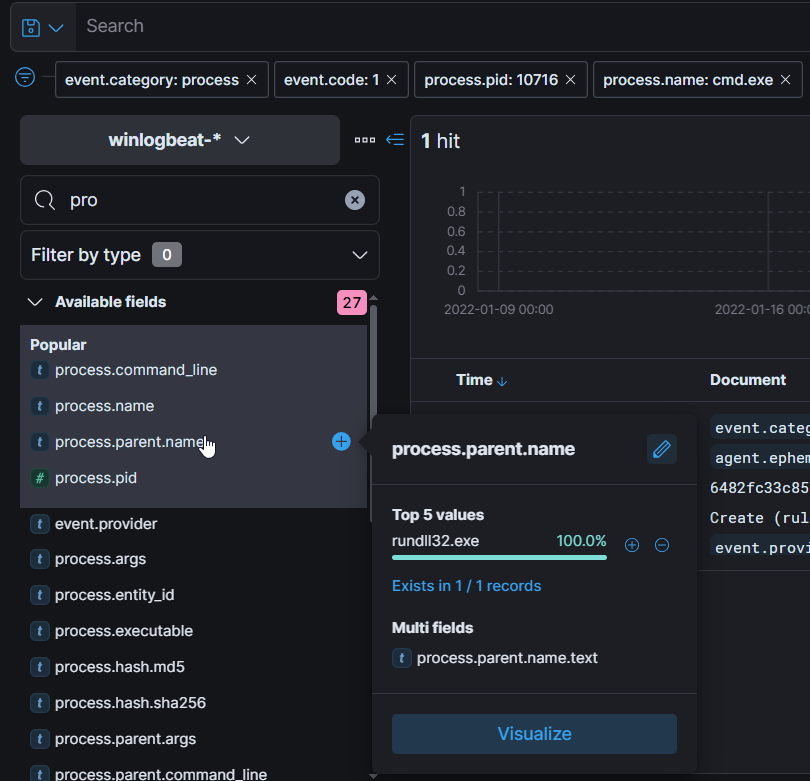 Search
event.category: process
event.code: 1
process.pid: 10716
process.name: cmd.exe
winlogbeat-*
1 hit
pro
Filter by type 0
Available fields 27
Popular
t process.command_line
t process.name
t process.parent.name
# process.pid
t event.provider
t process.args
t process.entity_id
t process.executable
t process.hash.md5
t process.hash.sha256
t process.parent.args
t process.parent.command_line
1
0.8
0.6
0.4
0.2
0
2022-01-09 00:00
2022-01-16 00:0
Time
Document
event.categ
agent.ephem
6482fc33c85
Create (rul
event.provi
process.parent.name
Top 5 values
rundll32.exe 100.0%
Exists in 1 / 1 records
Multi fields
t process.parent.name.text
Visualize